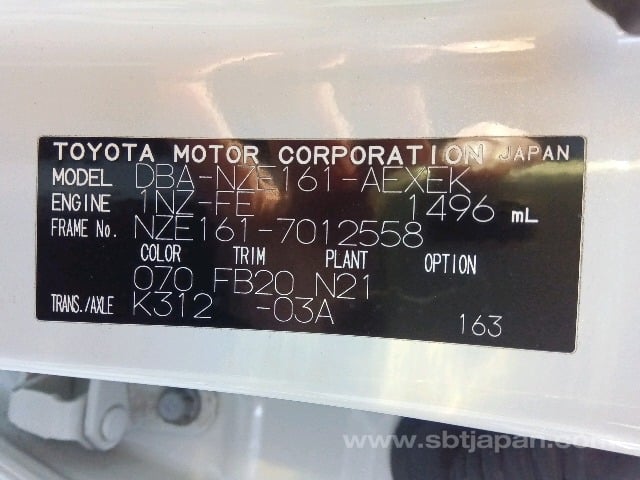 TOYOTA MOTOR CORPORATION JAPAN
MODEL DBA-NZE161-AEXEK
ENGINE 1NZ-FE 1496 mL
FRAME No. NZE161-7012558
COLOR TRIM PLANT OPTION
070 FB20 N21
TRANS./AXLE K312 -03A
163
www.sbtjapan.com